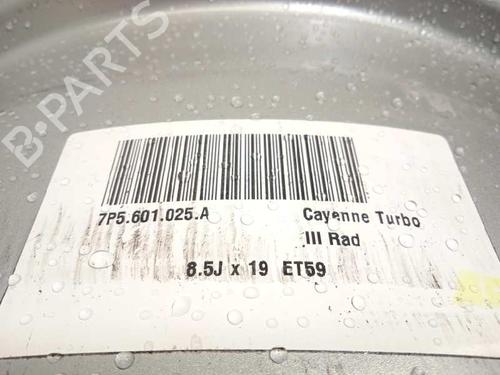 B-PARTS
7P5.601.025.A
Cayenne Turbo
III Rad
8.5J x 19 ET59